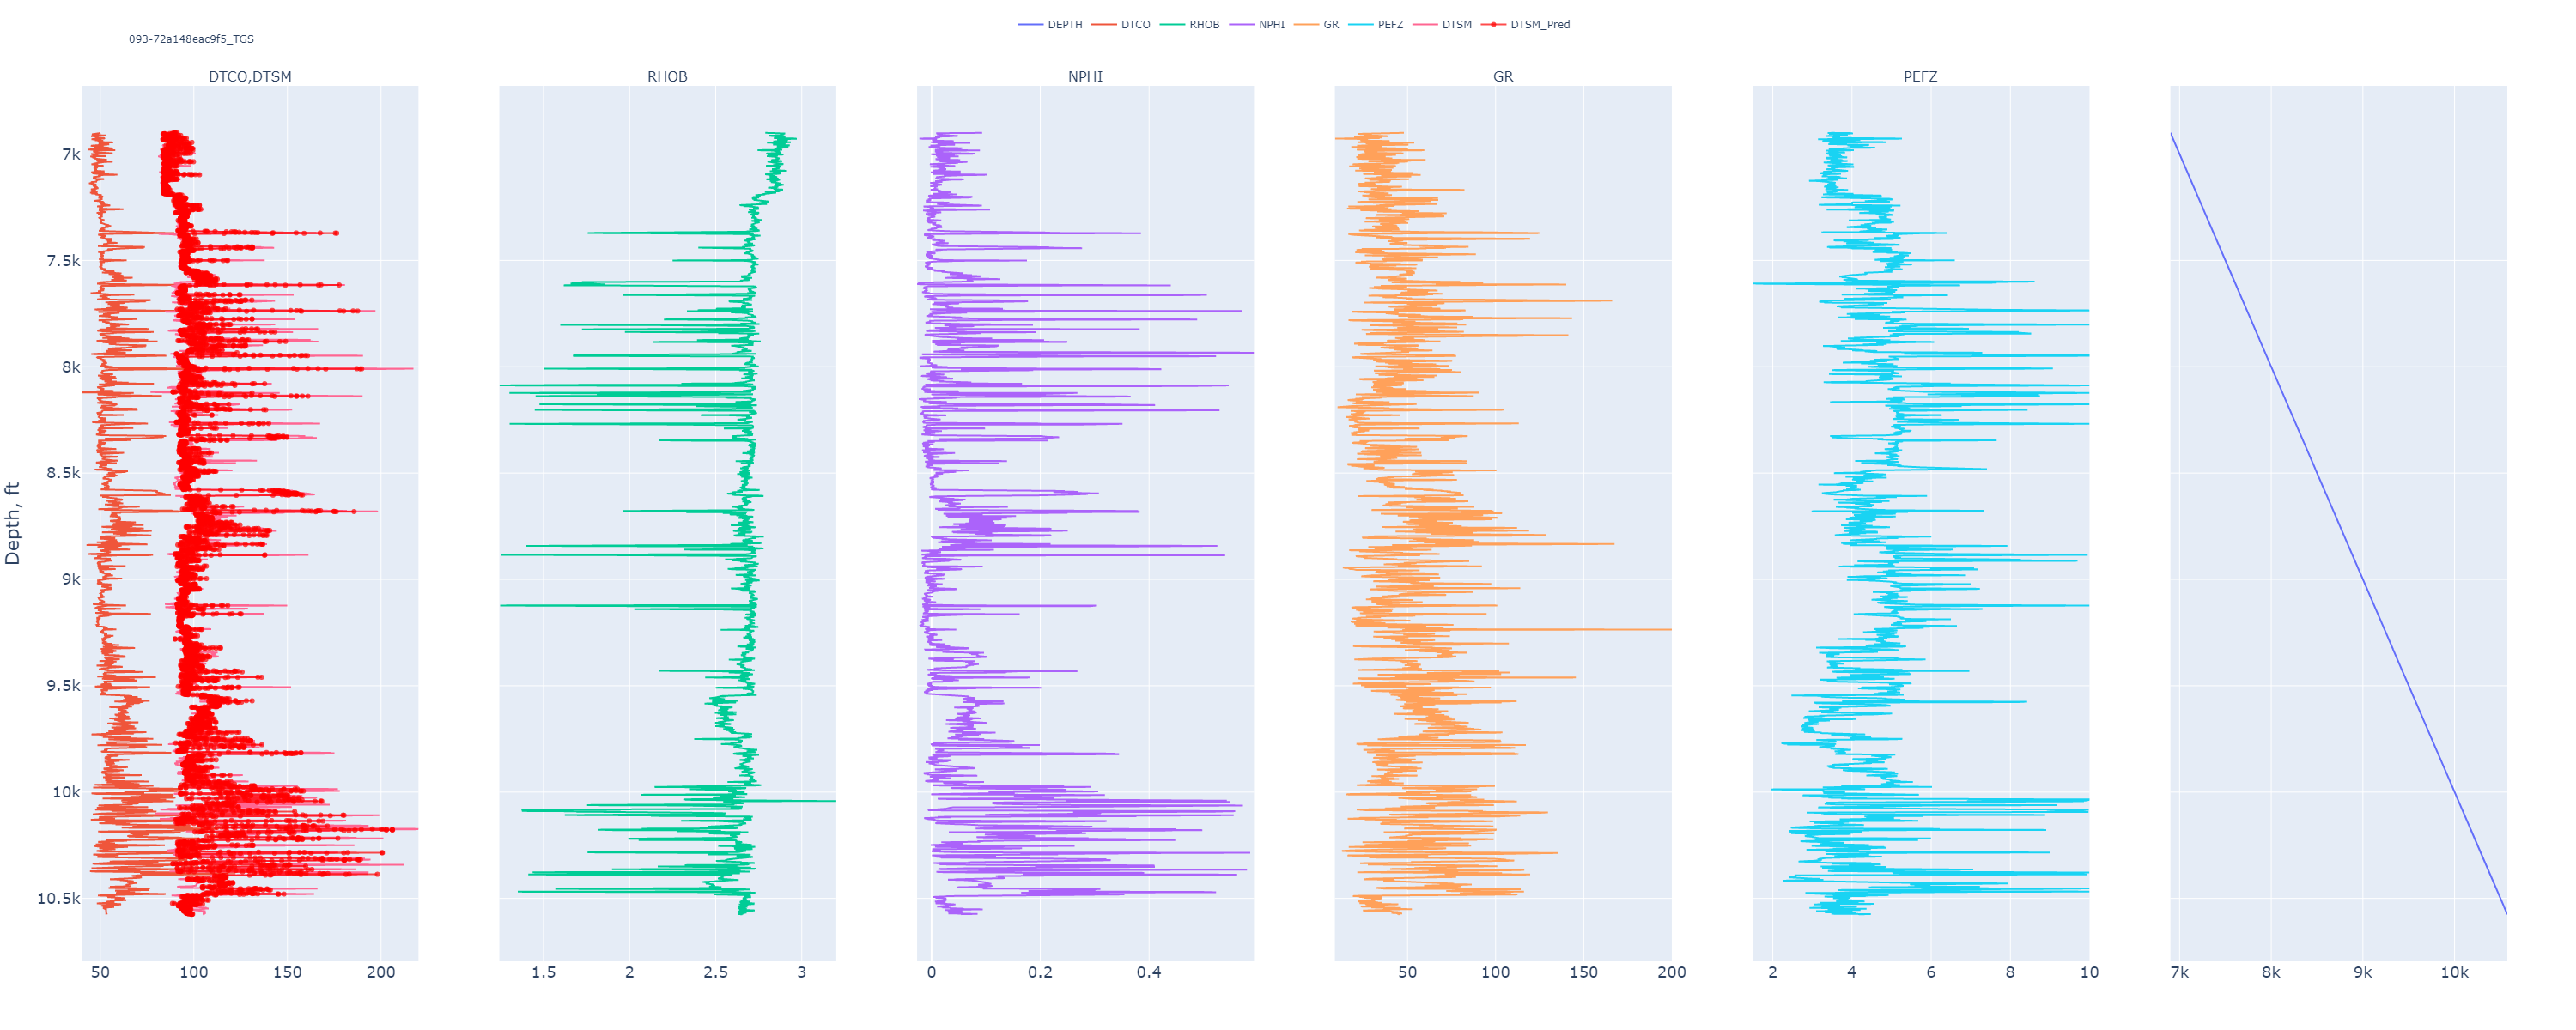 DEPTH DTCO RHOB NPHI GR PEFZ DTSM DTSM_Pred
093-72a148eac9f5_TGS
DTCO,DTSM RHOB NPHI GR PEFZ
7k
7.5k
8k
8.5k
9k
9.5k
10k
10.5k
Depth, ft
50 100 150 200 1.5 2 2.5 3 0 0.2 0.4 50 100 150 200 2 4 6 8 10 7k 8k 9k 10k